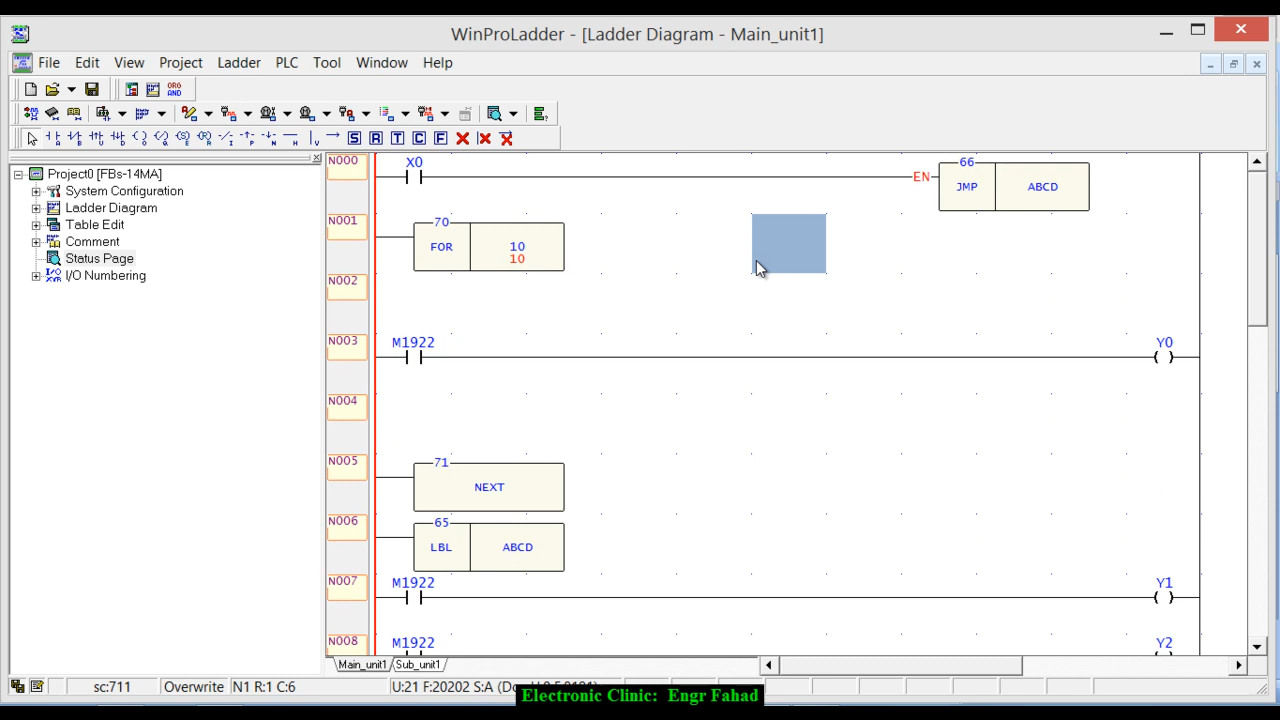 WinProLadder - [Ladder Diagram - Main_unit1]
File Edit View Project Ladder PLC Tool Window Help
ORG
AND
A B U D O Q S R I P N H V S R T C F
Project0 [FBs-14MA]
System Configuration
Ladder Diagram
Table Edit
Comment
Status Page
I/O Numbering
N000 X0 EN 66 JMP ABCD
N001 70 FOR 10
10
N002
N003 M1922 Y0
N004
N005 71 NEXT
N006 65 LBL ABCD
N007 M1922 Y1
N008 M1922 Y2
Main_unit1 Sub_unit1
sc:711 Overwrite N1 R:1 C:6 U:21 F:20202 S:A
Electronic Clinic: Engr Fahad